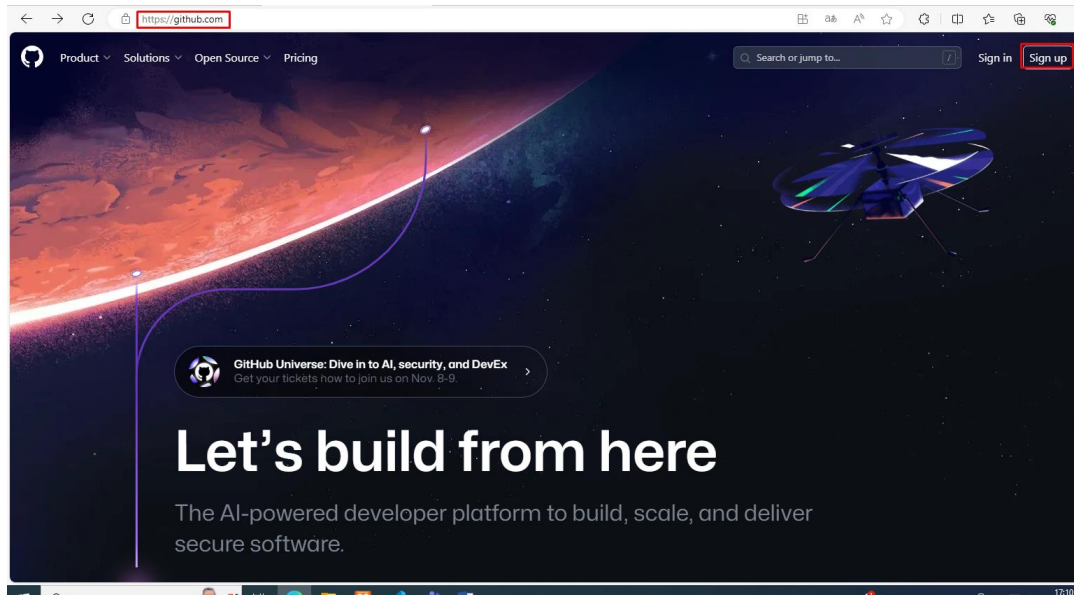 https://github.com
Product
Solutions
Open Source
Pricing
Search or jump to...
/
Sign in
Sign up
GitHub Universe: Dive in to AI, security, and DevEx
Get your tickets now to join us on Nov. 8-9.
Let's build from here
The AI-powered developer platform to build, scale, and deliver
secure software.
17:10